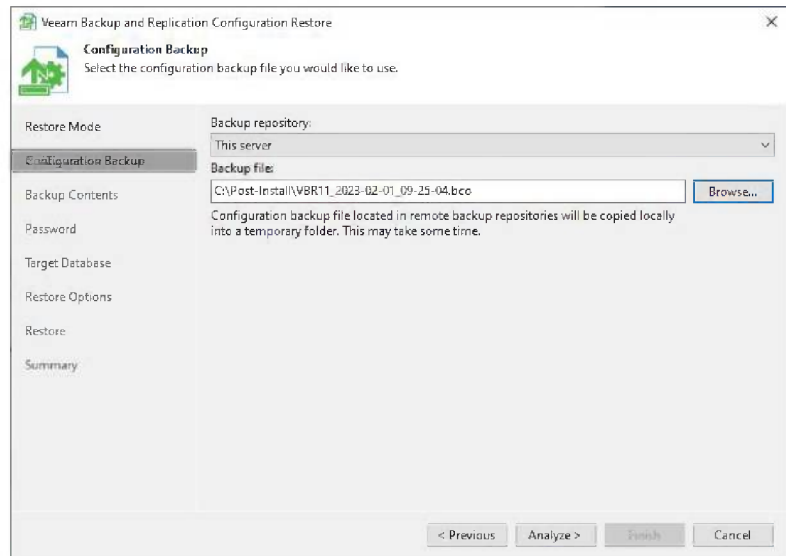 Veeam Backup and Replication Configuration Restore
Configuration Backup
Select the configuration backup file you would like to use.
Restore Mode
Configuration Backup
Backup Contents
Password
Target Database
Restore Options
Restore
Summary
Backup repository:
This server
Backup file:
C:\Post-Install\VBR11_2023-02-01_09-25-04.bco
Browse...
Configuration backup file located in remote backup repositories will be copied locally
into a temporary folder. This may take some time.
< Previous
Analyze >
Finish
Cancel